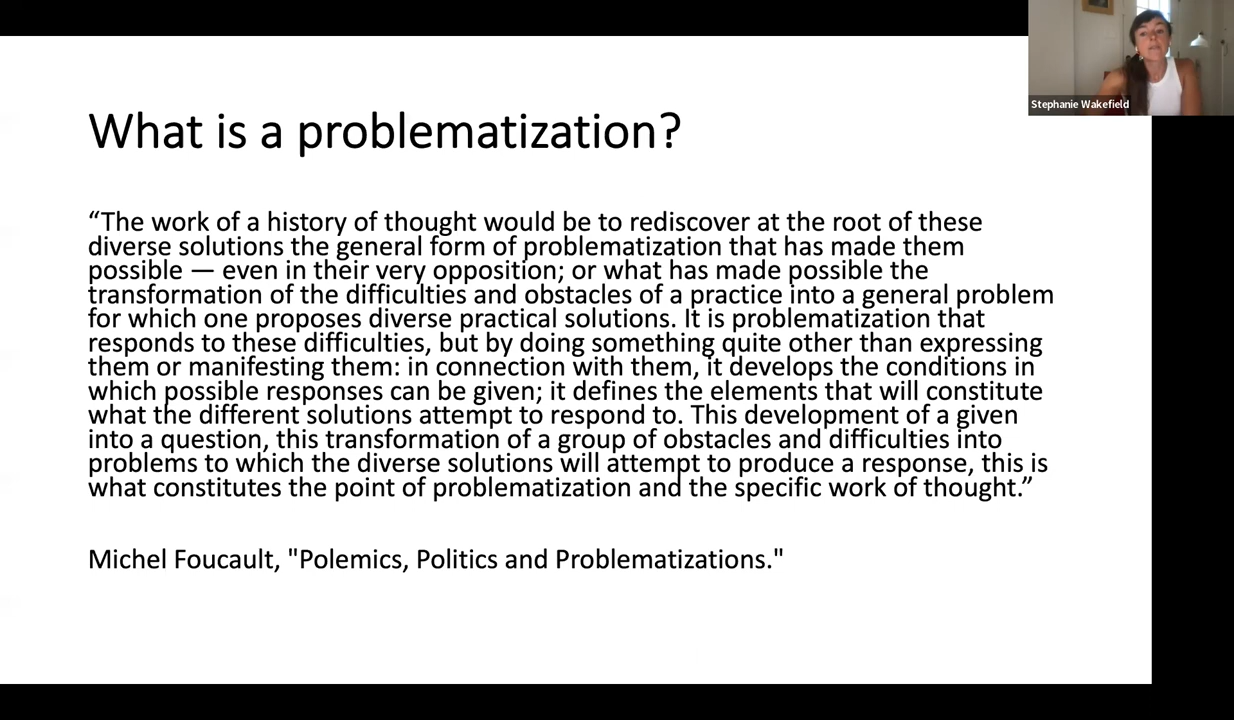 Stephanie Wakefield
What is a problematization?
“The work of a history of thought would be to rediscover at the root of these
diverse solutions the general form of problematization that has made them
possible — even in their very opposition; or what has made possible the
transformation of the difficulties and obstacles of a practice into a general problem
for which one proposes diverse practical solutions. It is problematization that
responds to these difficulties, but by doing something quite other than expressing
them or manifesting them: in connection with them, it develops the conditions in
which possible responses can be given; it defines the elements that will constitute
what the different solutions attempt to respond to. This development of a given
into a question, this transformation of a group of obstacles and difficulties into
problems to which the diverse solutions will attempt to produce a response, this is
what constitutes the point of problematization and the specific work of thought.”
Michel Foucault, "Polemics, Politics and Problematizations."